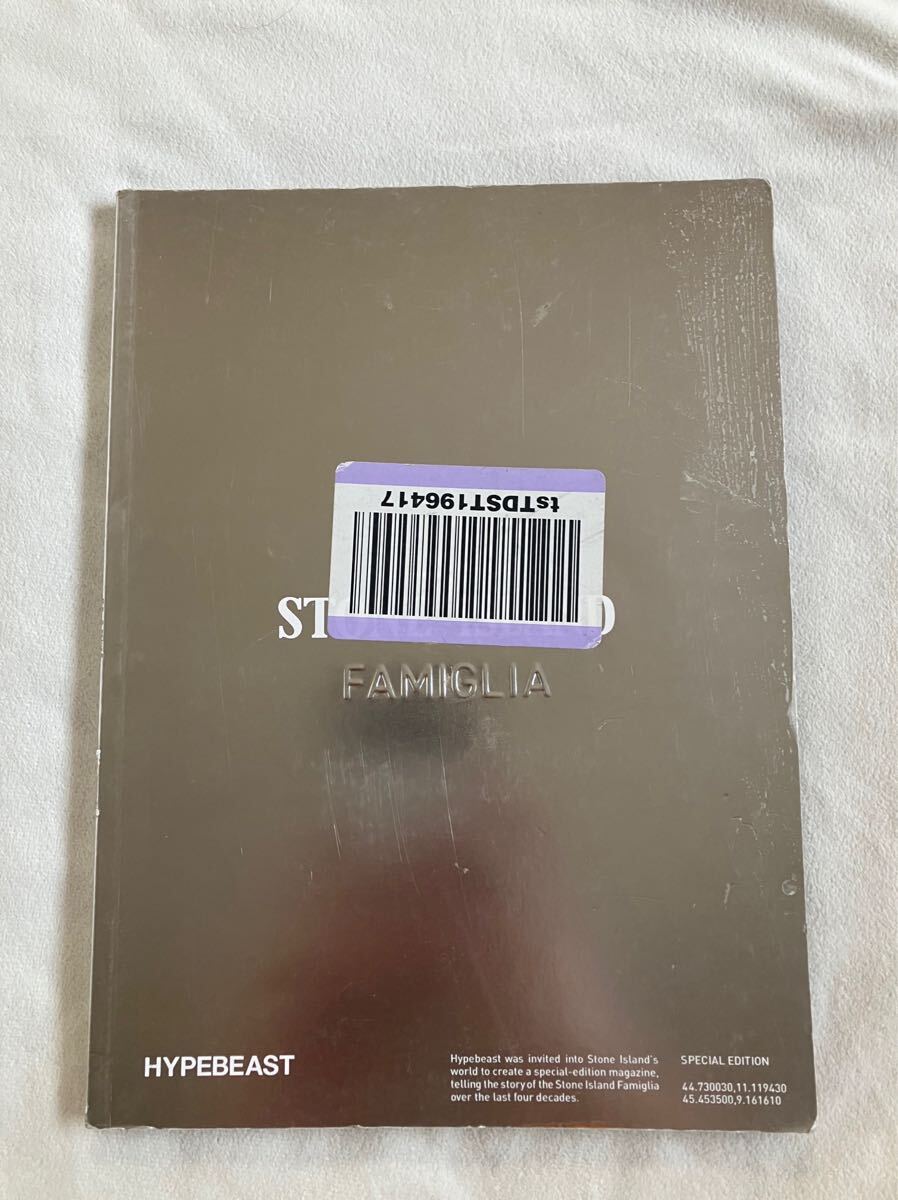 tsTDST196417
ST D
FAMIGLIA
HYPEBEAST
Hypebeast was invited into Stone Island's
world to create a special-edition magazine,
telling the story of the Stone Island Famiglia
over the last four decades.
SPECIAL EDITION
44.730030,11.119430
45.453500,9.161610